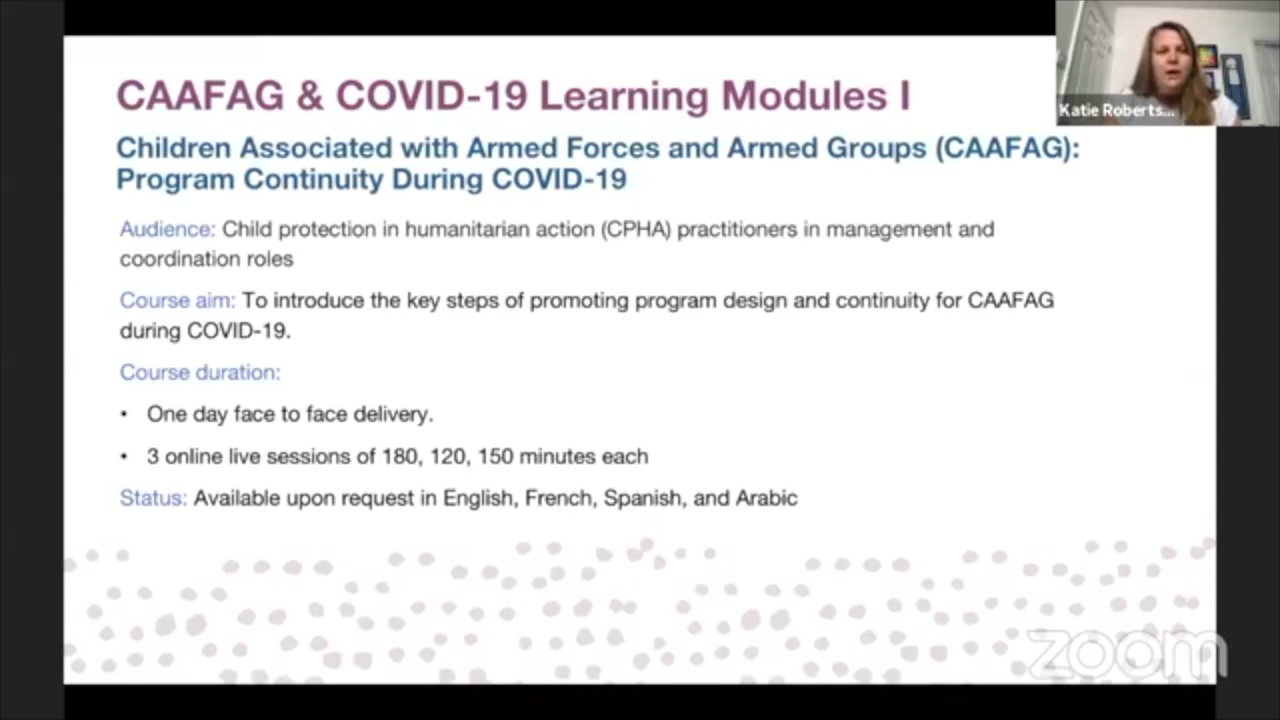 CAAFAG & COVID-19 Learning Modules I
Katie Roberts...
Children Associated with Armed Forces and Armed Groups (CAAFAG):
Program Continuity During COVID-19
Audience: Child protection in humanitarian action (CPHA) practitioners in management and
coordination roles
Course aim: To introduce the key steps of promoting program design and continuity for CAAFAG
during COVID-19.
Course duration:
• One day face to face delivery.
• 3 online live sessions of 180, 120, 150 minutes each
Status: Available upon request in English, French, Spanish, and Arabic
zoom